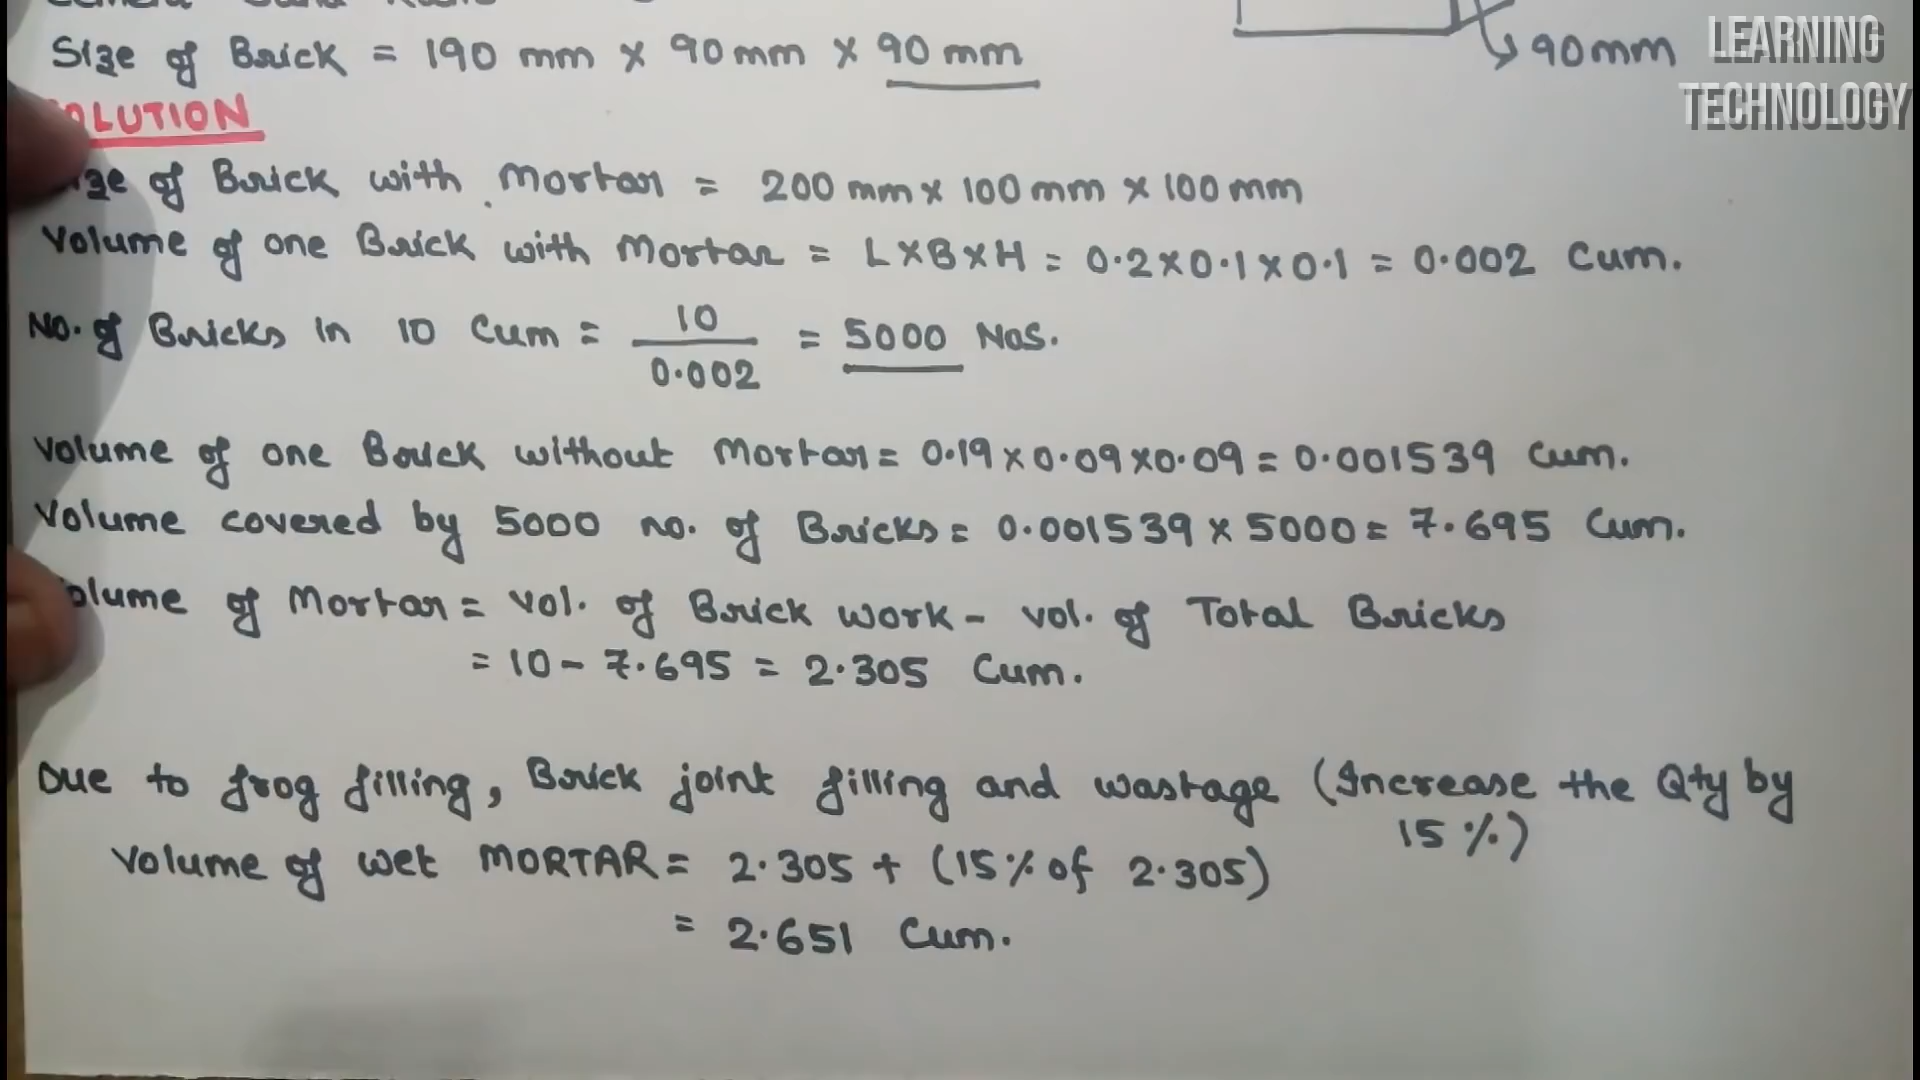 Size of Brick = 190 mm × 90 mm × 90 mm
90mm
LEARNING
TECHNOLOGY
OLUTION
ze of Brick with Mortar = 200 mm × 100 mm × 100 mm
Volume of one Brick with Mortar = L×B×H = 0.2×0.1×0.1 = 0.002 Cum.
No. of Bricks in 10 Cum = 10 / 0.002 = 5000 Nos.
Volume of one Brick without Mortar = 0.19×0.09×0.09 = 0.001539 Cum.
Volume covered by 5000 no. of Bricks = 0.001539 × 5000 = 7.695 Cum.
olume of Mortar = Vol. of Brick work - vol. of Total Bricks
= 10 - 7.695 = 2.305 Cum.
Due to frog filling, Brick joint filling and wastage (Increase the Qty by
15 %)
Volume of wet MORTAR = 2.305 + (15% of 2.305)
= 2.651 Cum.